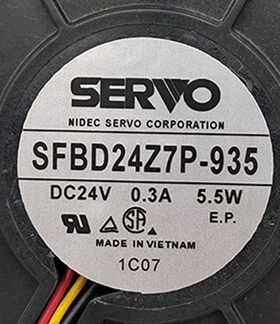 SERVO
NIDEC SERVO CORPORATION
SFBD24Z7P-935
DC24V 0.3A 5.5W
E.P.
MADE IN VIETNAM
1C07